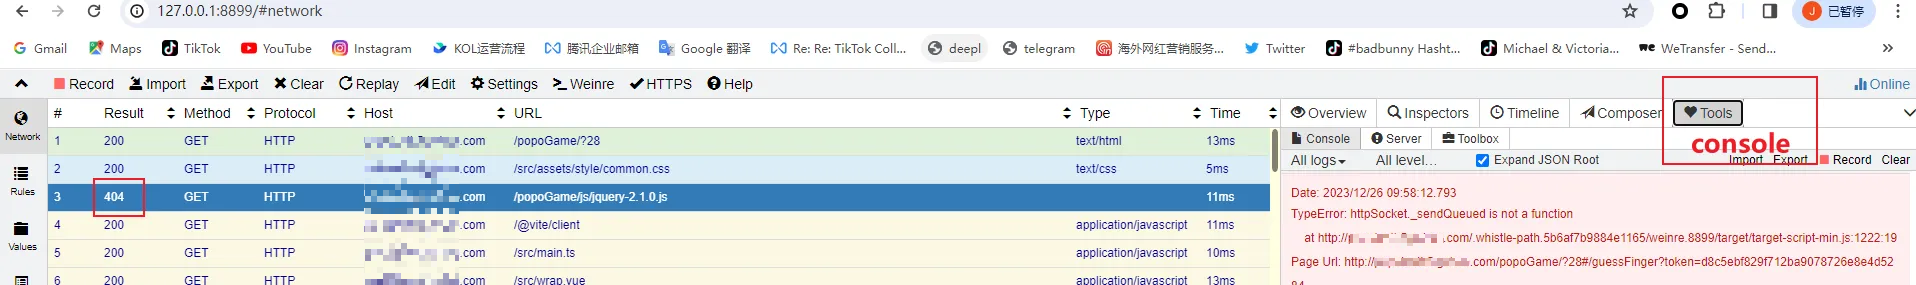 127.0.0.1:8899/#network
J 已暂停
Gmail Maps TikTok YouTube Instagram KOL运营流程 腾讯企业邮箱 Google 翻译 Re: Re: TikTok Coll... deepl telegram 海外网红营销服务... Twitter #badbunny Hasht... Michael & Victoria... WeTransfer - Send... »
Record Import Export Clear Replay Edit Settings Weinre HTTPS Help Online
# Result Method Protocol Host URL Type Time
1 200 GET HTTP .com /popoGame/?28 text/html 13ms
2 200 GET HTTP .com /src/assets/style/common.css text/css 5ms
3 404 GET HTTP .com /popoGame/js/jquery-2.1.0.js 11ms
4 200 GET HTTP .com /@vite/client application/javascript 11ms
5 200 GET HTTP .com /src/main.ts application/javascript 10ms
6 200 GET HTTP .com /src/wrap.vue application/javascript 13ms
Network
Rules
Values
Overview Inspectors Timeline Composer Tools
Console Server Toolbox
console
All logs All level... Expand JSON Root Import Export Record Clear
Date: 2023/12/26 09:58:12.793
TypeError: httpSocket._sendQueued is not a function
at http://p .com/.whistle-path.5b6af7b9884e1165/weinre.8899/target/target-script-min.js:1222:19
Page Url: http:// .com/popoGame/?28#/guessFinger?token=d8c5ebf829f712ba9078726e8e4d52